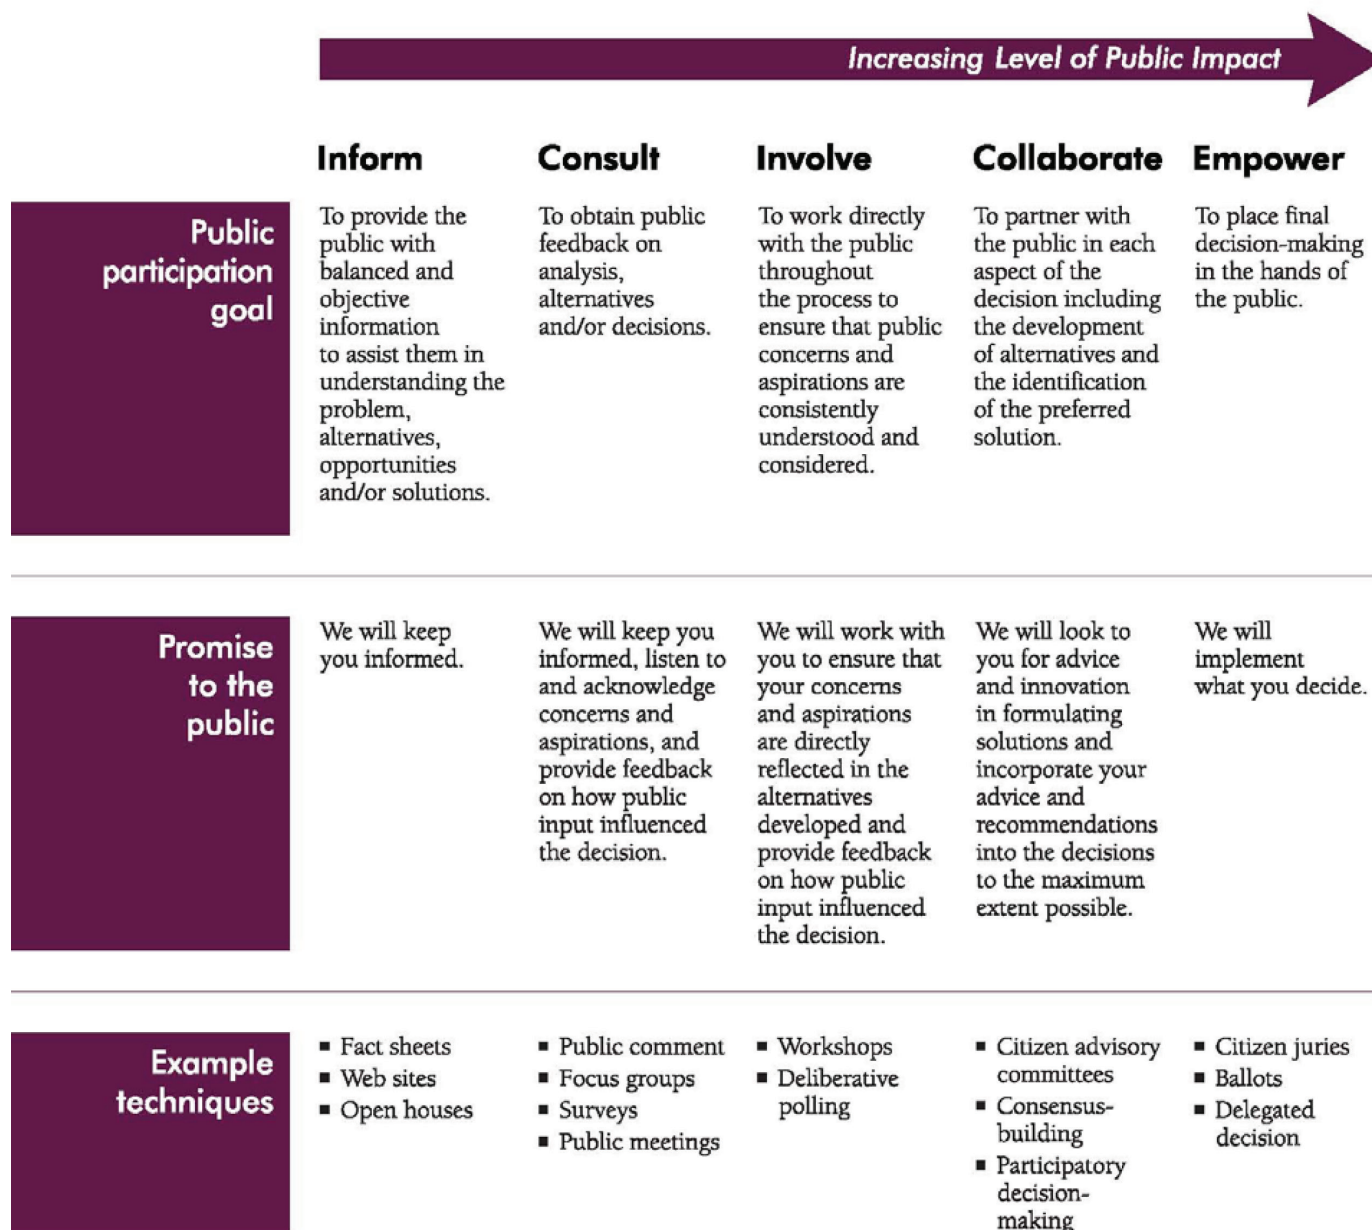 Increasing Level of Public Impact
Inform
Consult
Involve
Collaborate
Empower
Public
participation
goal
To provide the
public with
balanced and
objective
information
to assist them in
understanding the
problem,
alternatives,
opportunities
and/or solutions.
To obtain public
feedback on
analysis,
alternatives
and/or decisions.
To work directly
with the public
throughout
the process to
ensure that public
concerns and
aspirations are
consistently
understood and
considered.
To partner with
the public in each
aspect of the
decision including
the development
of alternatives and
the identification
of the preferred
solution.
To place final
decision-making
in the hands of
the public.
Promise
to the
public
We will keep
you informed.
We will keep you
informed, listen to
and acknowledge
concerns and
aspirations, and
provide feedback
on how public
input influenced
the decision.
We will work with
you to ensure that
your concerns
and aspirations
are directly
reflected in the
alternatives
developed and
provide feedback
on how public
input influenced
the decision.
We will look to
you for advice
and innovation
in formulating
solutions and
incorporate your
advice and
recommendations
into the decisions
to the maximum
extent possible.
We will
implement
what you decide.
Example
techniques
▪ Fact sheets
▪ Web sites
▪ Open houses
▪ Public comment
▪ Focus groups
▪ Surveys
▪ Public meetings
▪ Workshops
▪ Deliberative
polling
▪ Citizen advisory
committees
▪ Consensus-
building
▪ Participatory
decision-
making
▪ Citizen juries
▪ Ballots
▪ Delegated
decision